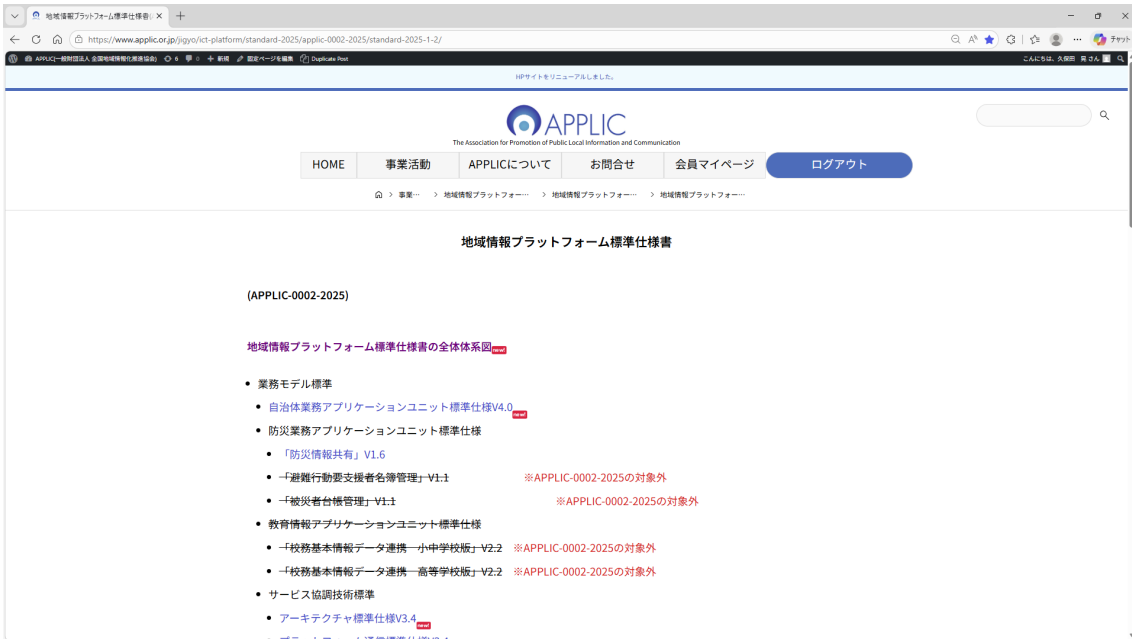 地域情報プラットフォーム標準仕様書(
https://www.applic.or.jp/jigyo/ict-platform/standard-2025/applic-0002-2025/standard-2025-1-2/
チャット
APPLIC(一般財団法人 全国地域情報化推進協会) 6 0 新規 固定ページを編集 Duplicate Post こんにちは、久保田 晃 さん
HPサイトをリニューアルしました。
APPLIC
The Association for Promotion of Public Local Information and Communication
HOME 事業活動 APPLICについて お問合せ 会員マイページ ログアウト
事業… > 地域情報プラットフォー… > 地域情報プラットフォー… > 地域情報プラットフォー…
地域情報プラットフォーム標準仕様書
(APPLIC-0002-2025)
地域情報プラットフォーム標準仕様書の全体体系図 new!
業務モデル標準
自治体業務アプリケーションユニット標準仕様V4.0 new!
防災業務アプリケーションユニット標準仕様
「防災情報共有」V1.6
「避難行動要支援者名簿管理」V1.1 ※APPLIC-0002-2025の対象外
「被災者台帳管理」V1.1 ※APPLIC-0002-2025の対象外
教育情報アプリケーションユニット標準仕様
「校務基本情報データ連携 小中学校版」V2.2 ※APPLIC-0002-2025の対象外
「校務基本情報データ連携 高等学校版」V2.2 ※APPLIC-0002-2025の対象外
サービス協調技術標準
アーキテクチャ標準仕様V3.4 new!